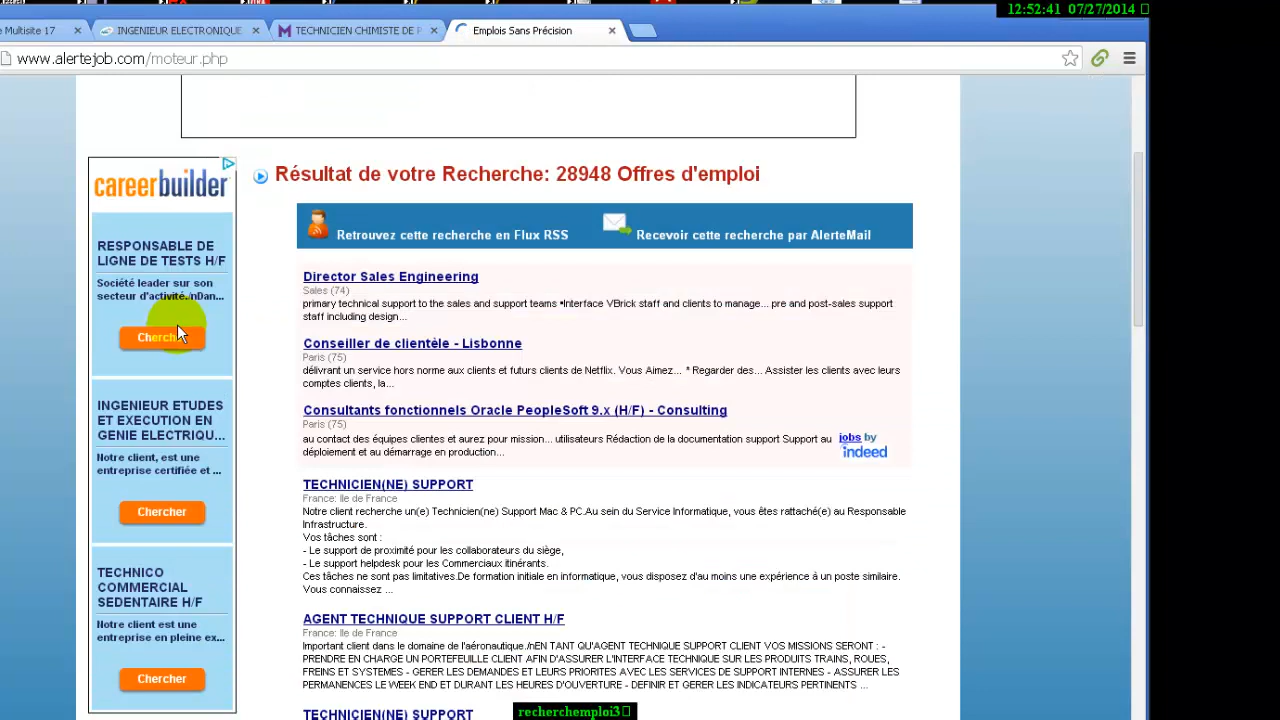 12:52:41 07/27/2014
Multisite 17
INGENIEUR ELECTRONIQUE
TECHNICIEN CHIMISTE DE P
Emplois Sans Précision
www.alertejob.com/moteur.php
careerbuilder
RESPONSABLE DE
LIGNE DE TESTS H/F
Société leader sur son
secteur d'activité./nDan...
Chercher
INGENIEUR ETUDES
ET EXECUTION EN
GENIE ELECTRIQU...
Notre client, est une
entreprise certifiée et ...
Chercher
TECHNICO
COMMERCIAL
SEDENTAIRE H/F
Notre client est une
entreprise en pleine ex...
Chercher
Résultat de votre Recherche: 28948 Offres d'emploi
Retrouvez cette recherche en Flux RSS
Recevoir cette recherche par AlerteMail
Director Sales Engineering
Sales (74)
primary technical support to the sales and support teams •Interface VBrick staff and clients to manage... pre and post-sales support
staff including design...
Conseiller de clientèle - Lisbonne
Paris (75)
délivrant un service hors norme aux clients et futurs clients de Netflix. Vous Aimez... * Regarder des... Assister les clients avec leurs
comptes clients, la...
Consultants fonctionnels Oracle PeopleSoft 9.x (H/F) - Consulting
Paris (75)
au contact des équipes clientes et aurez pour mission... utilisateurs Rédaction de la documentation support Support au
déploiement et au démarrage en production...
jobs by
indeed
TECHNICIEN(NE) SUPPORT
France: Ile de France
Notre client recherche un(e) Technicien(ne) Support Mac & PC.Au sein du Service Informatique, vous êtes rattaché(e) au Responsable
Infrastructure.
Vos tâches sont :
- Le support de proximité pour les collaborateurs du siège,
- Le support helpdesk pour les Commerciaux itinérants.
Ces tâches ne sont pas limitatives.De formation initiale en informatique, vous disposez d'au moins une expérience à un poste similaire.
Vous connaissez ...
AGENT TECHNIQUE SUPPORT CLIENT H/F
France: Ile de France
Important client dans le domaine de l'aéronautique./nEN TANT QU'AGENT TECHNIQUE SUPPORT CLIENT VOS MISSIONS SERONT : -
PRENDRE EN CHARGE UN PORTEFEUILLE CLIENT AFIN D'ASSURER L'INTERFACE TECHNIQUE SUR LES PRODUITS TRAINS, ROUES,
FREINS ET SYSTEMES - GERER LES DEMANDES ET LEURS PRIORITES AVEC LES SERVICES DE SUPPORT INTERNES - ASSURER LES
PERMANENCES LE WEEK END ET DURANT LES HEURES D'OUVERTURE - DEFINIR ET GERER LES INDICATEURS PERTINENTS ...
TECHNICIEN(NE) SUPPORT
recherchemploi3